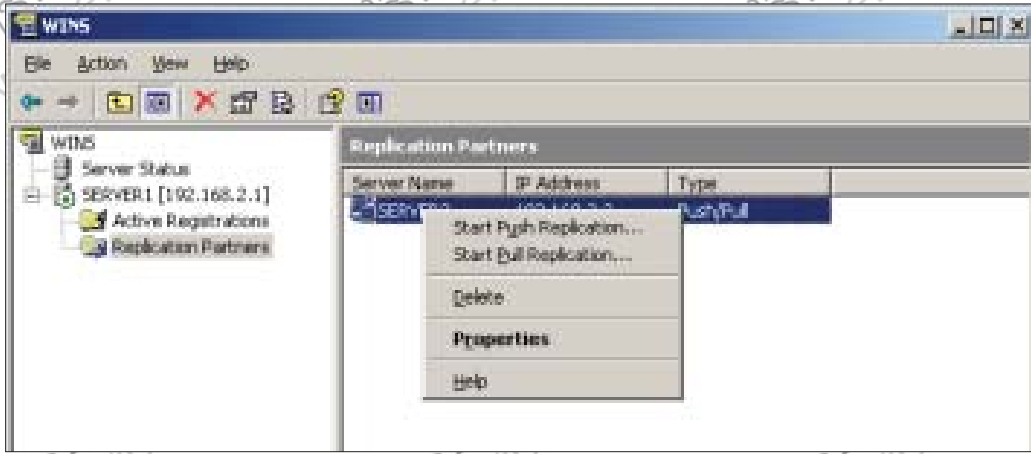 WINS
File Action View Help
WINS
Server Status
SERVER1 [192.168.2.1]
Active Registrations
Replication Partners
Replication Partners
Server Name IP Address Type
Push/Pull
Start Push Replication...
Start Pull Replication...
Delete
Properties
Help